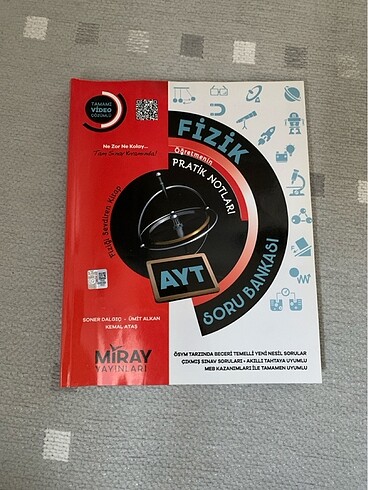 TAMAMI
VİDEO
ÇÖZÜMLÜ
Ne Zor Ne Kolay...
Tam Sınav Kıvamında!
FİZİK
Öğretmenin
PRATİK NOTLARI
Fiziği Sevdiren Kitap
AYT
SORU BANKASI
SONER DALGIÇ - ÜMİT ALKAN
KEMAL ATAŞ
MİRAY
YAYINLARI
ÖSYM TARZINDA BECERİ TEMELLİ YENİ NESİL SORULAR
ÇIKMIŞ SINAV SORULARI • AKILLI TAHTAYA UYUMLU
MEB KAZANIMLARI İLE TAMAMEN UYUMLU